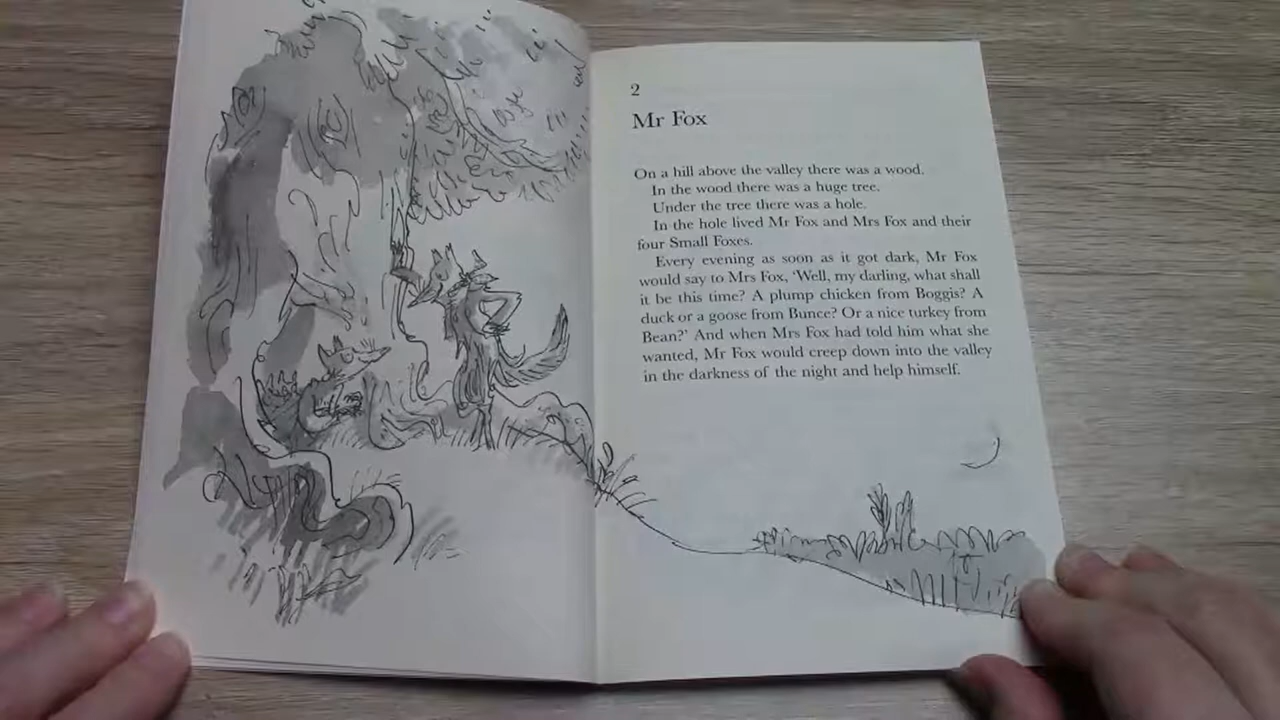 2
Mr Fox
On a hill above the valley there was a wood.
In the wood there was a huge tree.
Under the tree there was a hole.
In the hole lived Mr Fox and Mrs Fox and their
four Small Foxes.
Every evening as soon as it got dark, Mr Fox
would say to Mrs Fox, ‘Well, my darling, what shall
it be this time? A plump chicken from Boggis? A
duck or a goose from Bunce? Or a nice turkey from
Bean?’ And when Mrs Fox had told him what she
wanted, Mr Fox would creep down into the valley
in the darkness of the night and help himself.